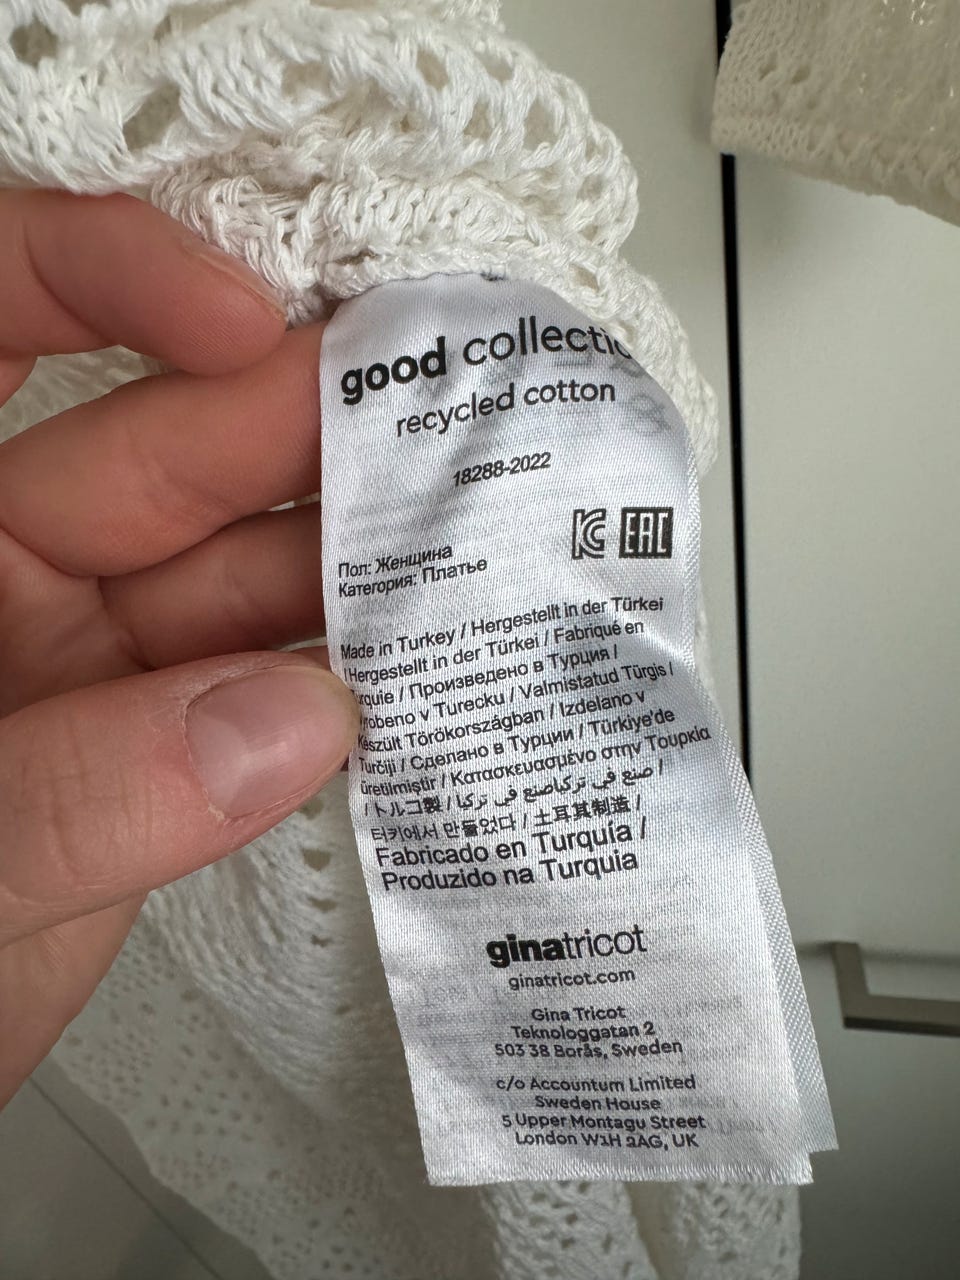 good collectio
recycled cotton
18288-2022
EAC
Пол: Женщина
Категория: Платье
Made in Turkey / Hergestellt in der Türkei
/ Hergestellt in der Türkei / Fabriqué en
rquie / Произведено в Турция /
robeno v Turecku / Valmistatud Türgis /
Készült Törökországban / Izdelano v
Turčiji / Сделано в Турции / Türkiye'de
üretilmiştir / Κατασκευασμένο στην Τουρκία
/ トルコ製 / صنع في تركياصنع في تركيا /
터키에서 만들었다 / 土耳其制造 /
Fabricado en Turquía /
Produzido na Turquia
ginatricot
ginatricot.com
Gina Tricot
Teknologgatan 2
503 38 Borås, Sweden
c/o Accountum Limited
Sweden House
5 Upper Montagu Street
London W1H 2AG, UK